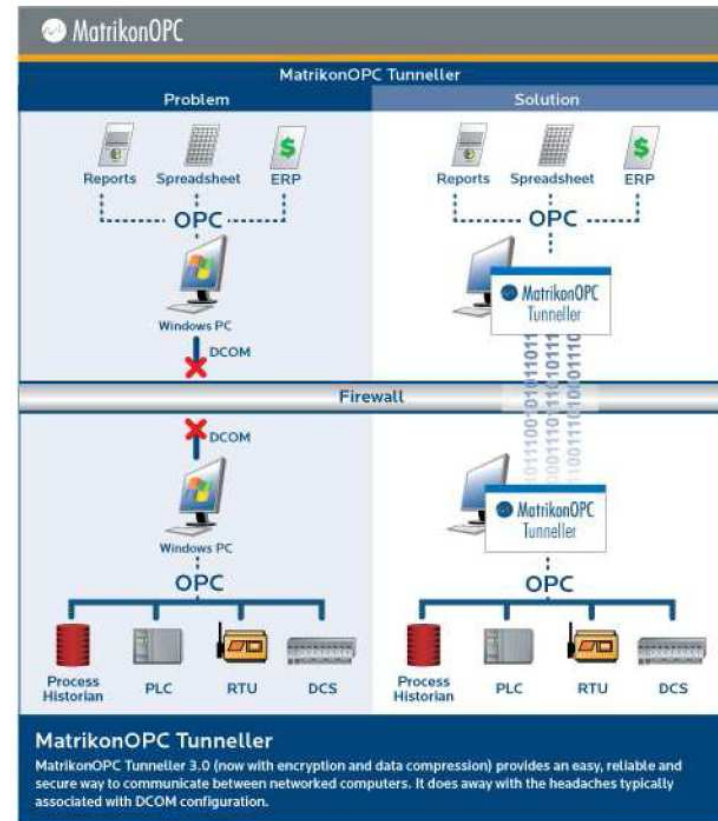 MatrikonOPC
MatrikonOPC Tunneller
Problem
Solution
Reports Spreadsheet ERP
OPC
Windows PC
DCOM
Reports Spreadsheet ERP
OPC
MatrikonOPC
Tunneller
Firewall
DCOM
Windows PC
OPC
Process
Historian
PLC
RTU
DCS
MatrikonOPC
Tunneller
OPC
Process
Historian
PLC
RTU
DCS
MatrikonOPC Tunneller
MatrikonOPC Tunneller 3.0 (now with encryption and data compression) provides an easy, reliable and
secure way to communicate between networked computers. It does away with the headaches typically
associated with DCOM configuration.